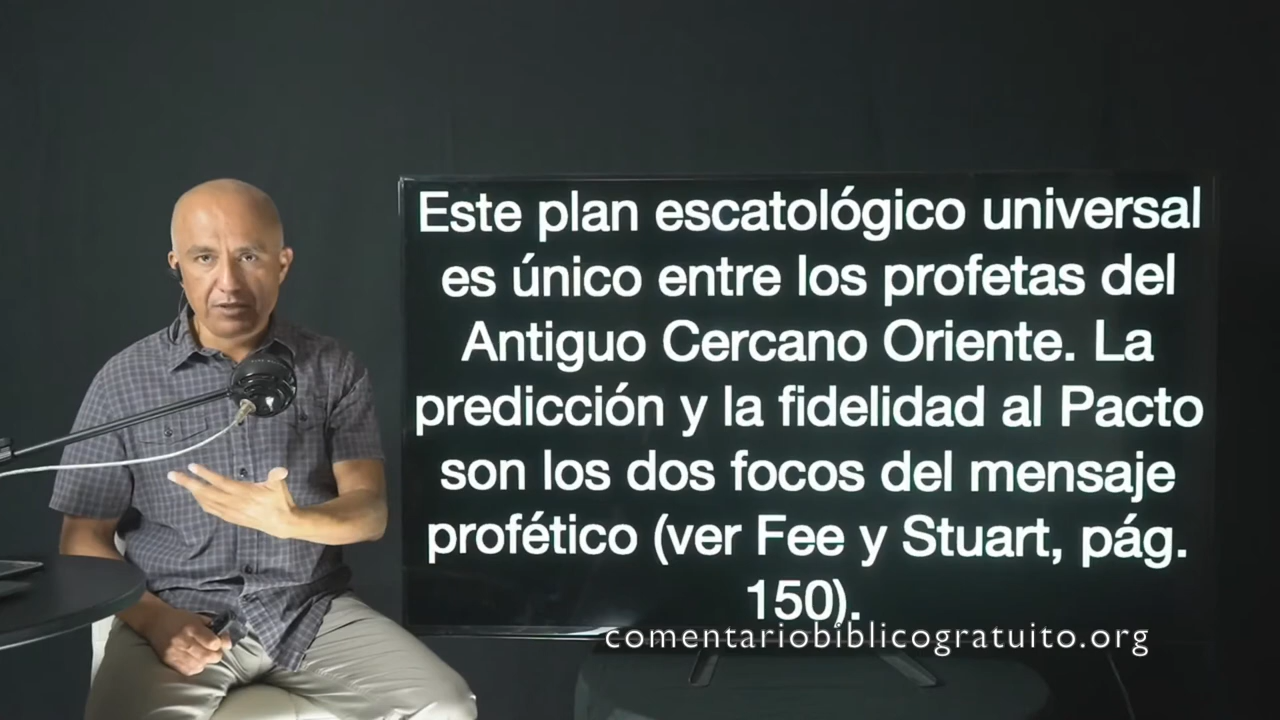 Este plan escatológico universal
es único entre los profetas del
Antiguo Cercano Oriente. La
predicción y la fidelidad al Pacto
son los dos focos del mensaje
profético (ver Fee y Stuart, pág.
150).
comentariobiblicogratuito.org